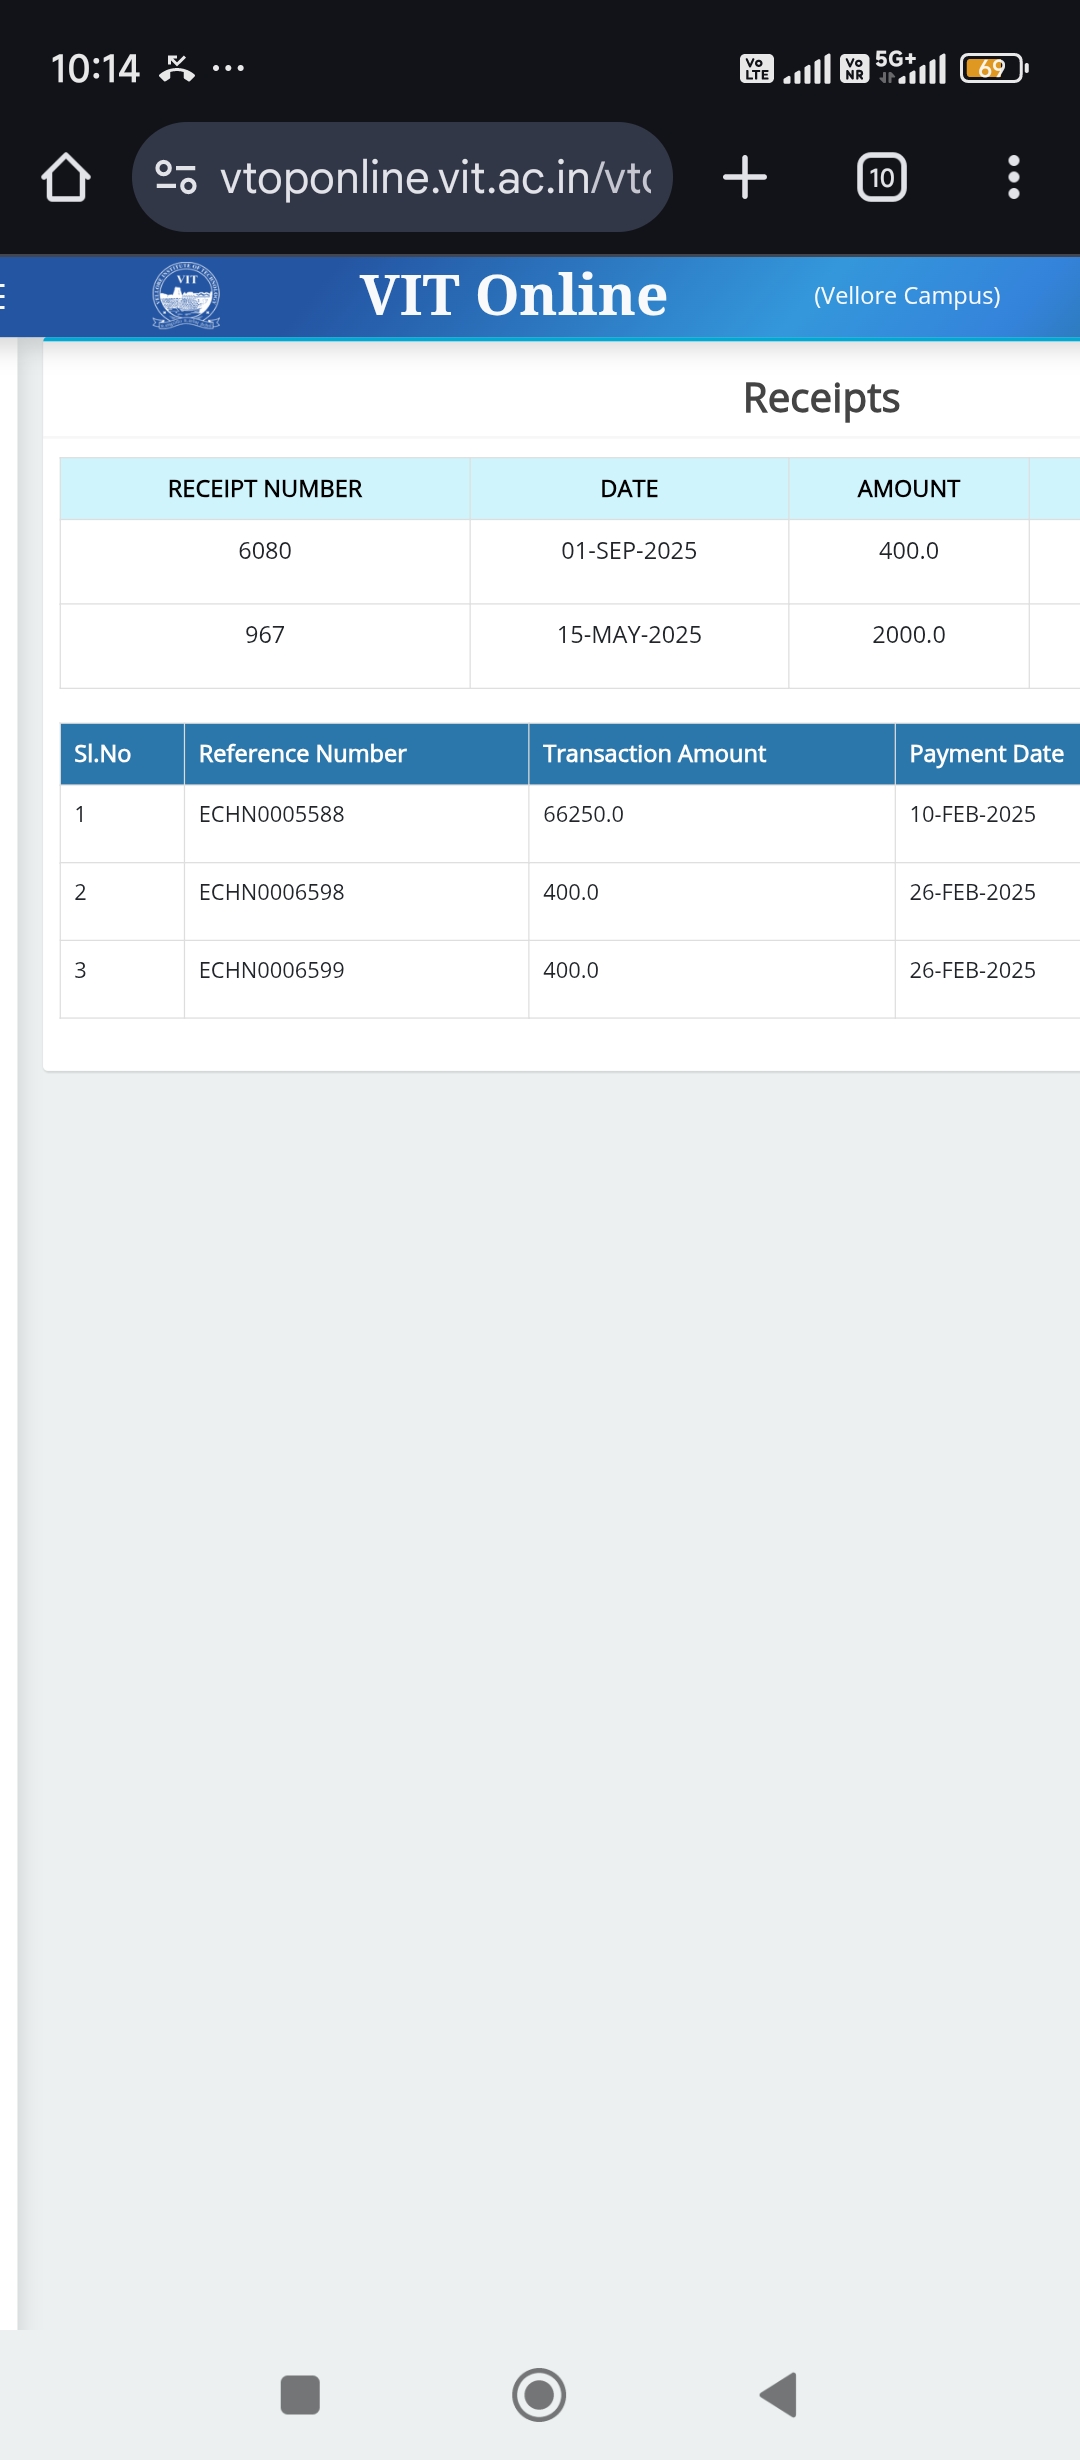 10:14 ... Vo LTE Vo NR 5G+ 69
vtoponline.vit.ac.in/vtc 10
VIT VIT Online (Vellore Campus)
Receipts
RECEIPT NUMBER DATE AMOUNT
6080 01-SEP-2025 400.0
967 15-MAY-2025 2000.0
Sl.No Reference Number Transaction Amount Payment Date
1 ECHN0005588 66250.0 10-FEB-2025
2 ECHN0006598 400.0 26-FEB-2025
3 ECHN0006599 400.0 26-FEB-2025